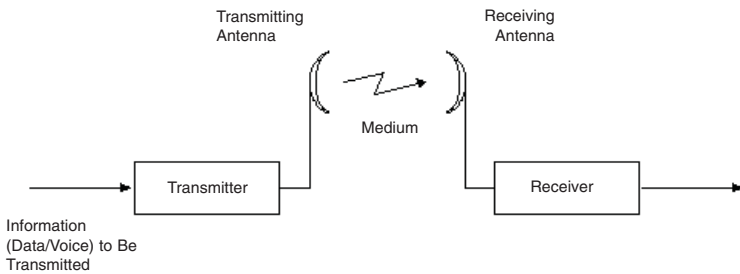 Transmitting
Antenna
Receiving
Antenna
Medium
Transmitter
Receiver
Information
(Data/Voice) to Be
Transmitted